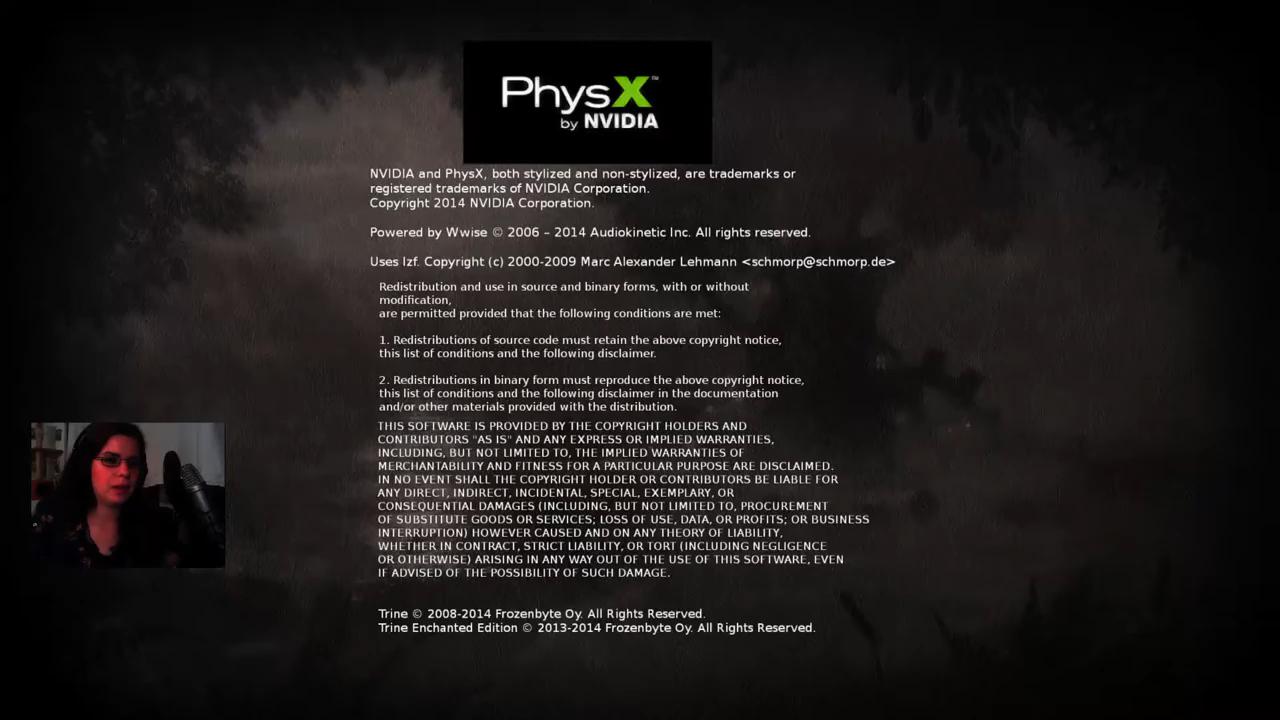 PhysX™
by NVIDIA
NVIDIA and PhysX, both stylized and non-stylized, are trademarks or
registered trademarks of NVIDIA Corporation.
Copyright 2014 NVIDIA Corporation.
Powered by Wwise © 2006 – 2014 Audiokinetic Inc. All rights reserved.
Uses lzf. Copyright (c) 2000-2009 Marc Alexander Lehmann <schmorp@schmorp.de>
Redistribution and use in source and binary forms, with or without
modification,
are permitted provided that the following conditions are met:
1. Redistributions of source code must retain the above copyright notice,
this list of conditions and the following disclaimer.
2. Redistributions in binary form must reproduce the above copyright notice,
this list of conditions and the following disclaimer in the documentation
and/or other materials provided with the distribution.
THIS SOFTWARE IS PROVIDED BY THE COPYRIGHT HOLDERS AND
CONTRIBUTORS "AS IS" AND ANY EXPRESS OR IMPLIED WARRANTIES,
INCLUDING, BUT NOT LIMITED TO, THE IMPLIED WARRANTIES OF
MERCHANTABILITY AND FITNESS FOR A PARTICULAR PURPOSE ARE DISCLAIMED.
IN NO EVENT SHALL THE COPYRIGHT HOLDER OR CONTRIBUTORS BE LIABLE FOR
ANY DIRECT, INDIRECT, INCIDENTAL, SPECIAL, EXEMPLARY, OR
CONSEQUENTIAL DAMAGES (INCLUDING, BUT NOT LIMITED TO, PROCUREMENT
OF SUBSTITUTE GOODS OR SERVICES; LOSS OF USE, DATA, OR PROFITS; OR BUSINESS
INTERRUPTION) HOWEVER CAUSED AND ON ANY THEORY OF LIABILITY,
WHETHER IN CONTRACT, STRICT LIABILITY, OR TORT (INCLUDING NEGLIGENCE
OR OTHERWISE) ARISING IN ANY WAY OUT OF THE USE OF THIS SOFTWARE, EVEN
IF ADVISED OF THE POSSIBILITY OF SUCH DAMAGE.
Trine © 2008-2014 Frozenbyte Oy. All Rights Reserved.
Trine Enchanted Edition © 2013-2014 Frozenbyte Oy. All Rights Reserved.